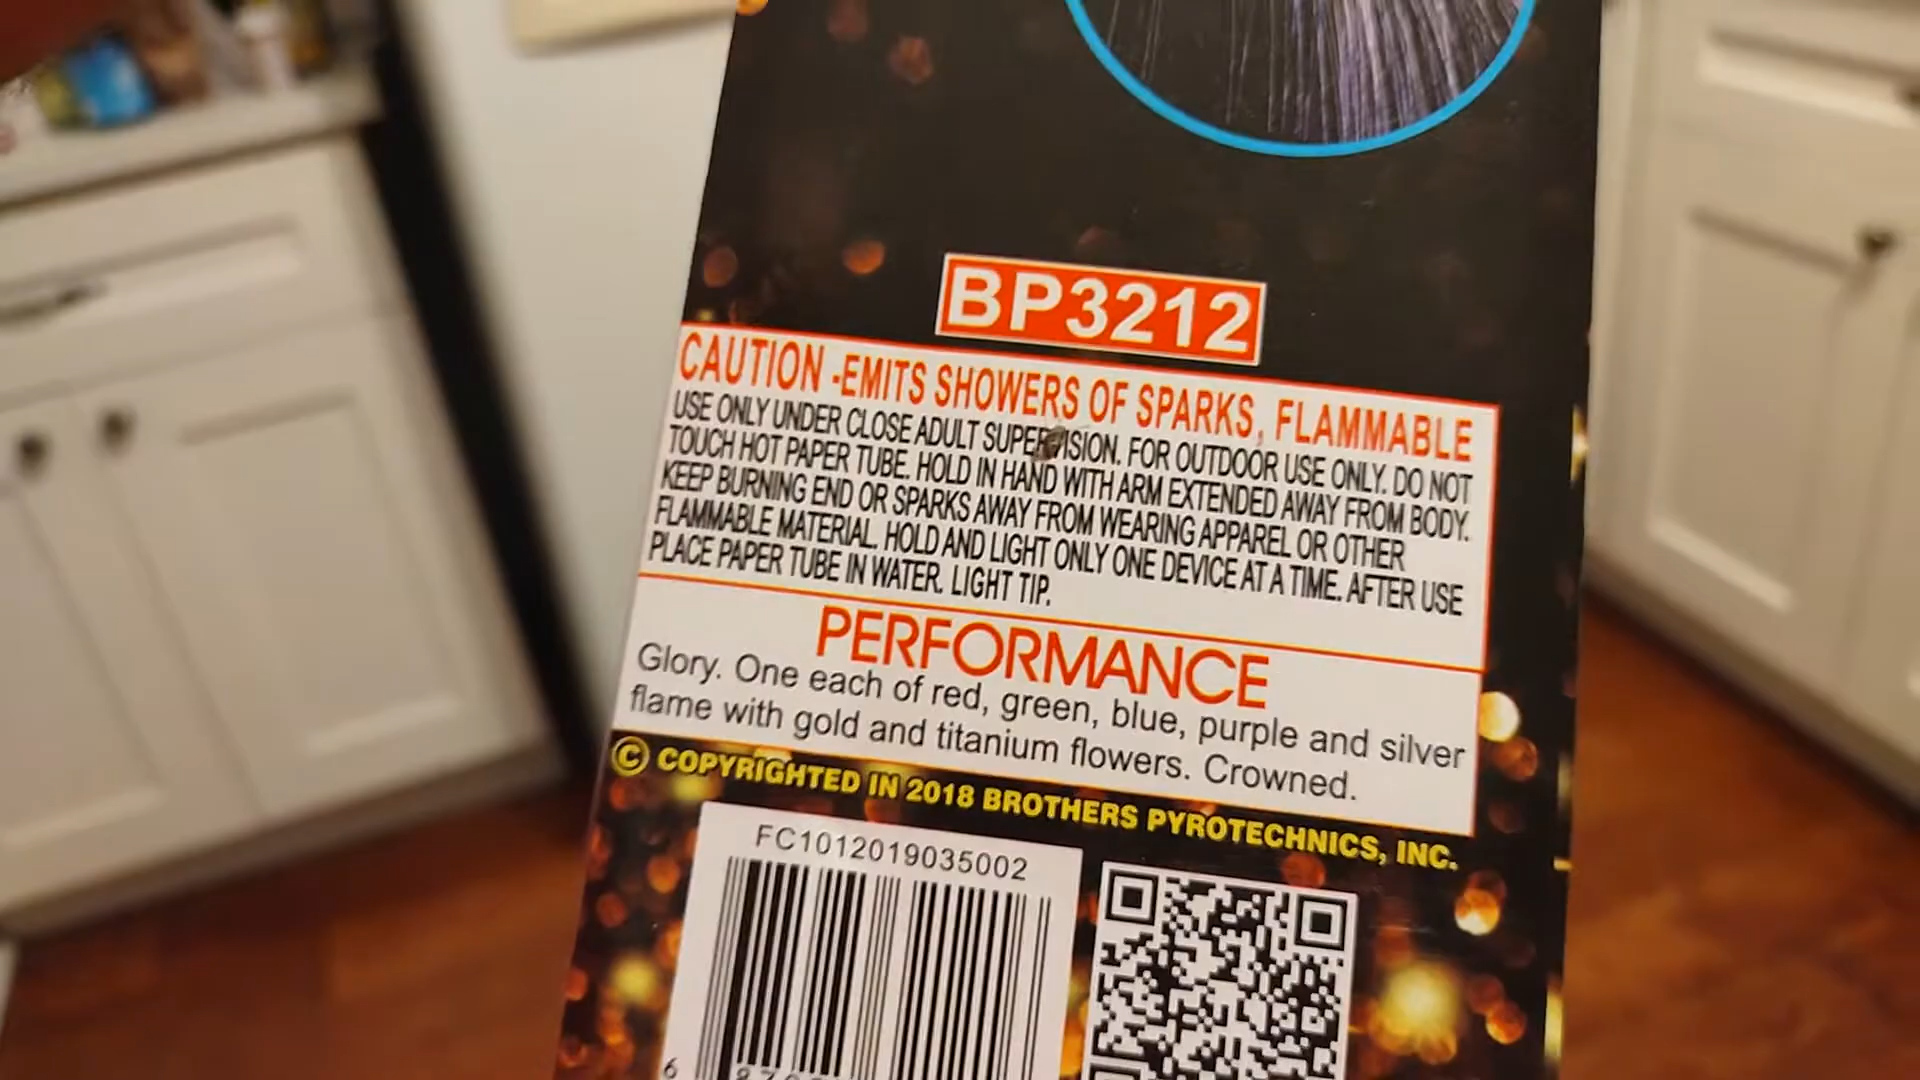 BP3212
CAUTION -EMITS SHOWERS OF SPARKS, FLAMMABLE
USE ONLY UNDER CLOSE ADULT SUPERVISION. FOR OUTDOOR USE ONLY. DO NOT
TOUCH HOT PAPER TUBE. HOLD IN HAND WITH ARM EXTENDED AWAY FROM BODY.
KEEP BURNING END OR SPARKS AWAY FROM WEARING APPAREL OR OTHER
FLAMMABLE MATERIAL. HOLD AND LIGHT ONLY ONE DEVICE AT A TIME. AFTER USE
PLACE PAPER TUBE IN WATER. LIGHT TIP.
PERFORMANCE
Glory. One each of red, green, blue, purple and silver
flame with gold and titanium flowers. Crowned.
© COPYRIGHTED IN 2018 BROTHERS PYROTECHNICS, INC.
FC1012019035002
6